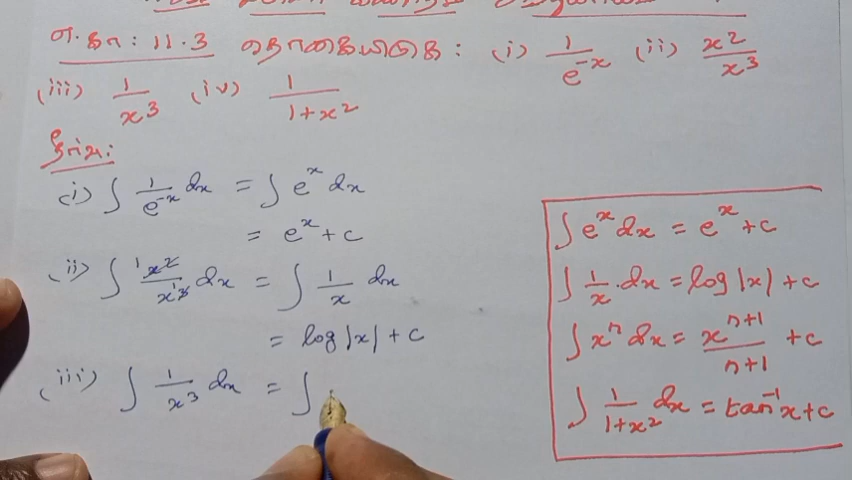 எ.கா: 11.3 தொகையிடுக: (i) 1/e^-x (ii) x2/x3
(iii) 1/x3 (iv) 1/1+x2
தீர்வு:
(i) ∫ 1/e^-x dx = ∫ e^x dx
= e^x + c
(ii) ∫ x2/x3 dx = ∫ 1/x dx
= log|x| + c
(iii) ∫ 1/x3 dx = ∫
∫ e^x dx = e^x + c
∫ 1/x . dx = log|x| + c
∫ x^n dx = x^n+1/n+1 + c
∫ 1/1+x2 dx = tan^-1 x + c